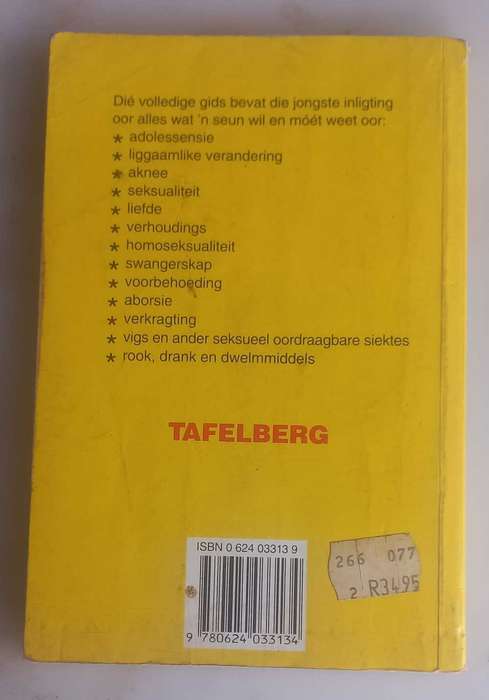 Dié volledige gids bevat die jongste inligting
oor alles wat 'n seun wil en móét weet oor:
* adolessensie
* liggaamlike verandering
* aknee
* seksualiteit
* liefde
* verhoudings
* homoseksualiteit
* swangerskap
* voorbehoeding
* aborsie
* verkragting
* vigs en ander seksueel oordraagbare siektes
* rook, drank en dwelmmiddels
TAFELBERG
ISBN 0 624 03313 9
9 780624 033134
266 077
2 R34.95